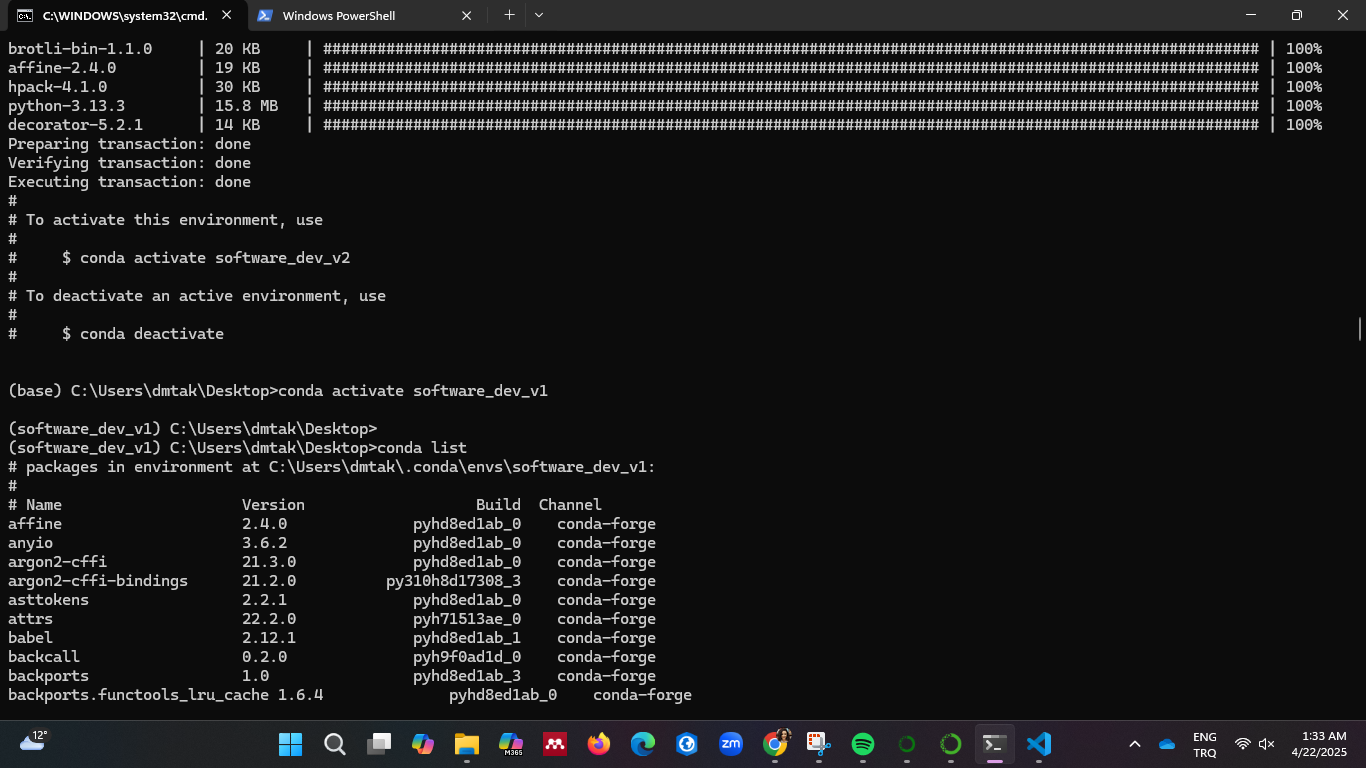 C:\WINDOWS\system32\cmd.
Windows PowerShell
brotli-bin-1.1.0     | 20 KB     | ######################################################################################################## | 100%
affine-2.4.0         | 19 KB     | ######################################################################################################## | 100%
hpack-4.1.0          | 30 KB     | ######################################################################################################## | 100%
python-3.13.3        | 15.8 MB   | ######################################################################################################## | 100%
decorator-5.2.1      | 14 KB     | ######################################################################################################## | 100%
Preparing transaction: done
Verifying transaction: done
Executing transaction: done
#
# To activate this environment, use
#
#     $ conda activate software_dev_v2
#
# To deactivate an active environment, use
#
#     $ conda deactivate
(base) C:\Users\dmtak\Desktop>conda activate software_dev_v1
(software_dev_v1) C:\Users\dmtak\Desktop>
(software_dev_v1) C:\Users\dmtak\Desktop>conda list
# packages in environment at C:\Users\dmtak\.conda\envs\software_dev_v1:
#
# Name                    Version                   Build  Channel
affine                    2.4.0              pyhd8ed1ab_0    conda-forge
anyio                     3.6.2              pyhd8ed1ab_0    conda-forge
argon2-cffi               21.3.0             pyhd8ed1ab_0    conda-forge
argon2-cffi-bindings      21.2.0          py310h8d17308_3    conda-forge
asttokens                 2.2.1              pyhd8ed1ab_0    conda-forge
attrs                     22.2.0             pyh71513ae_0    conda-forge
babel                     2.12.1             pyhd8ed1ab_1    conda-forge
backcall                  0.2.0              pyh9f0ad1d_0    conda-forge
backports                 1.0                pyhd8ed1ab_3    conda-forge
backports.functools_lru_cache 1.6.4              pyhd8ed1ab_0    conda-forge
12°
M365
zm
ENG
TRQ
1:33 AM
4/22/2025